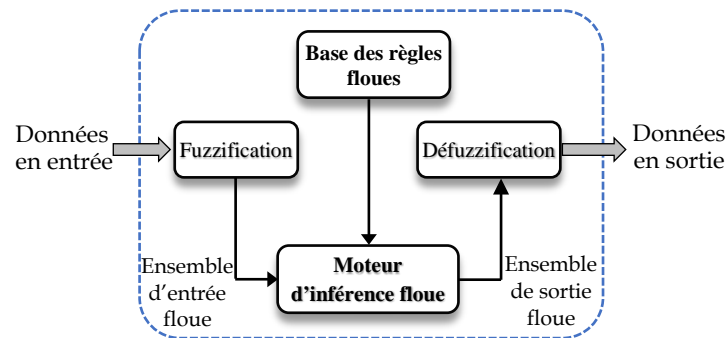 Base des règles
floues
Données
en entrée
Fuzzification
Défuzzification
Données
en sortie
Ensemble
d'entrée
floue
Moteur
d'inférence floue
Ensemble
de sortie
floue